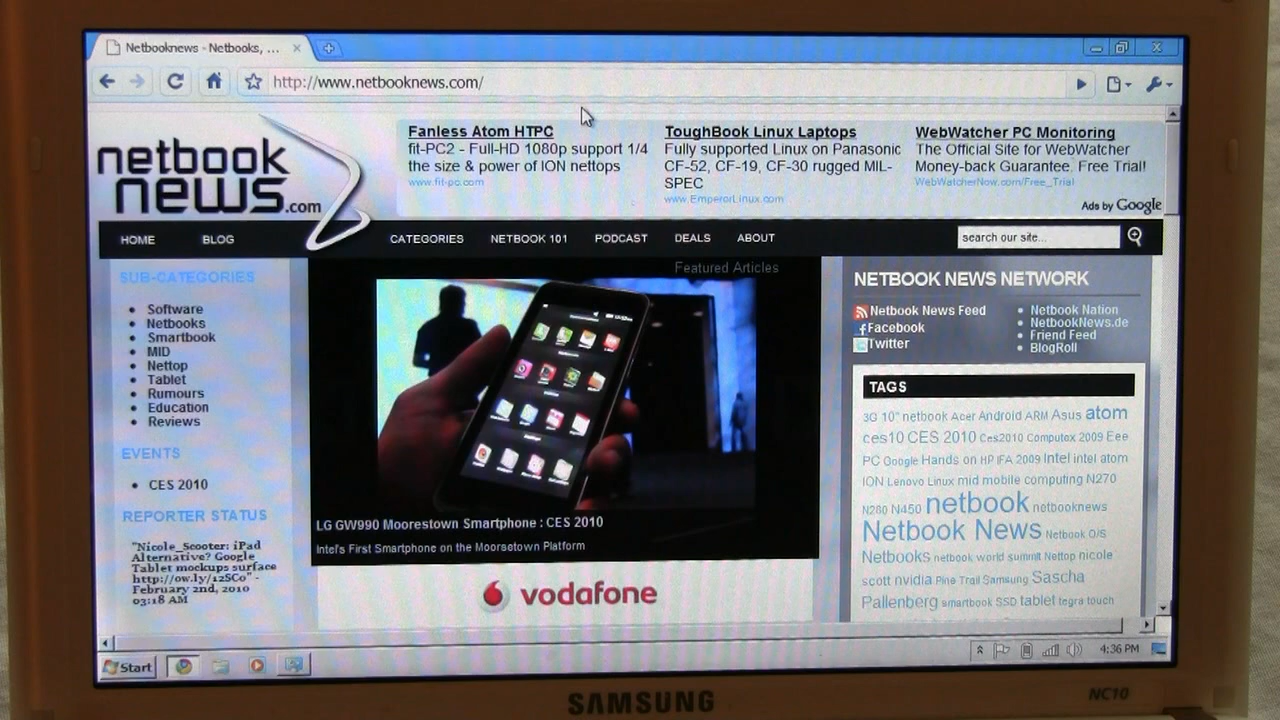 Netbooknews - Netbooks, ...
http://www.netbooknews.com/
netbook
news.com
Fanless Atom HTPC
fit-PC2 - Full-HD 1080p support 1/4
the size & power of ION nettops
www.fit-pc.com
ToughBook Linux Laptops
Fully supported Linux on Panasonic
CF-52, CF-19, CF-30 rugged MIL-
SPEC
www.EmperorLinux.com
WebWatcher PC Monitoring
The Official Site for WebWatcher
Money-back Guarantee. Free Trial!
WebWatcherNow.com/Free_Trial
Ads by Google
HOME BLOG CATEGORIES NETBOOK 101 PODCAST DEALS ABOUT
search our site...
SUB-CATEGORIES
Software
Netbooks
Smartbook
MID
Nettop
Tablet
Rumours
Education
Reviews
EVENTS
CES 2010
REPORTER STATUS
"Nicole_Scooter: iPad
Alternative? Google
Tablet mockups surface
http://ow.ly/12SCo" -
February 2nd, 2010
03:18 AM
Featured Articles
LG GW990 Moorestown Smartphone : CES 2010
Intel's First Smartphone on the Moorsetown Platform
vodafone
NETBOOK NEWS NETWORK
Netbook News Feed
Facebook
Twitter
Netbook Nation
NetbookNews.de
Friend Feed
BlogRoll
TAGS
3G 10" netbook Acer Android ARM Asus atom
ces10 CES 2010 Ces2010 Computex 2009 Eee
PC Google Hands on HP IFA 2009 Intel intel atom
ION Lenovo Linux mid mobile computing N270
N280 N450 netbook netbooknews
Netbook News Netbook O/S
Netbooks netbook world summit Nettop nicole
scott nvidia Pine Trail Samsung Sascha
Pallenberg smartbook SSD tablet tegra touch
Start
4:36 PM
SAMSUNG
NC10